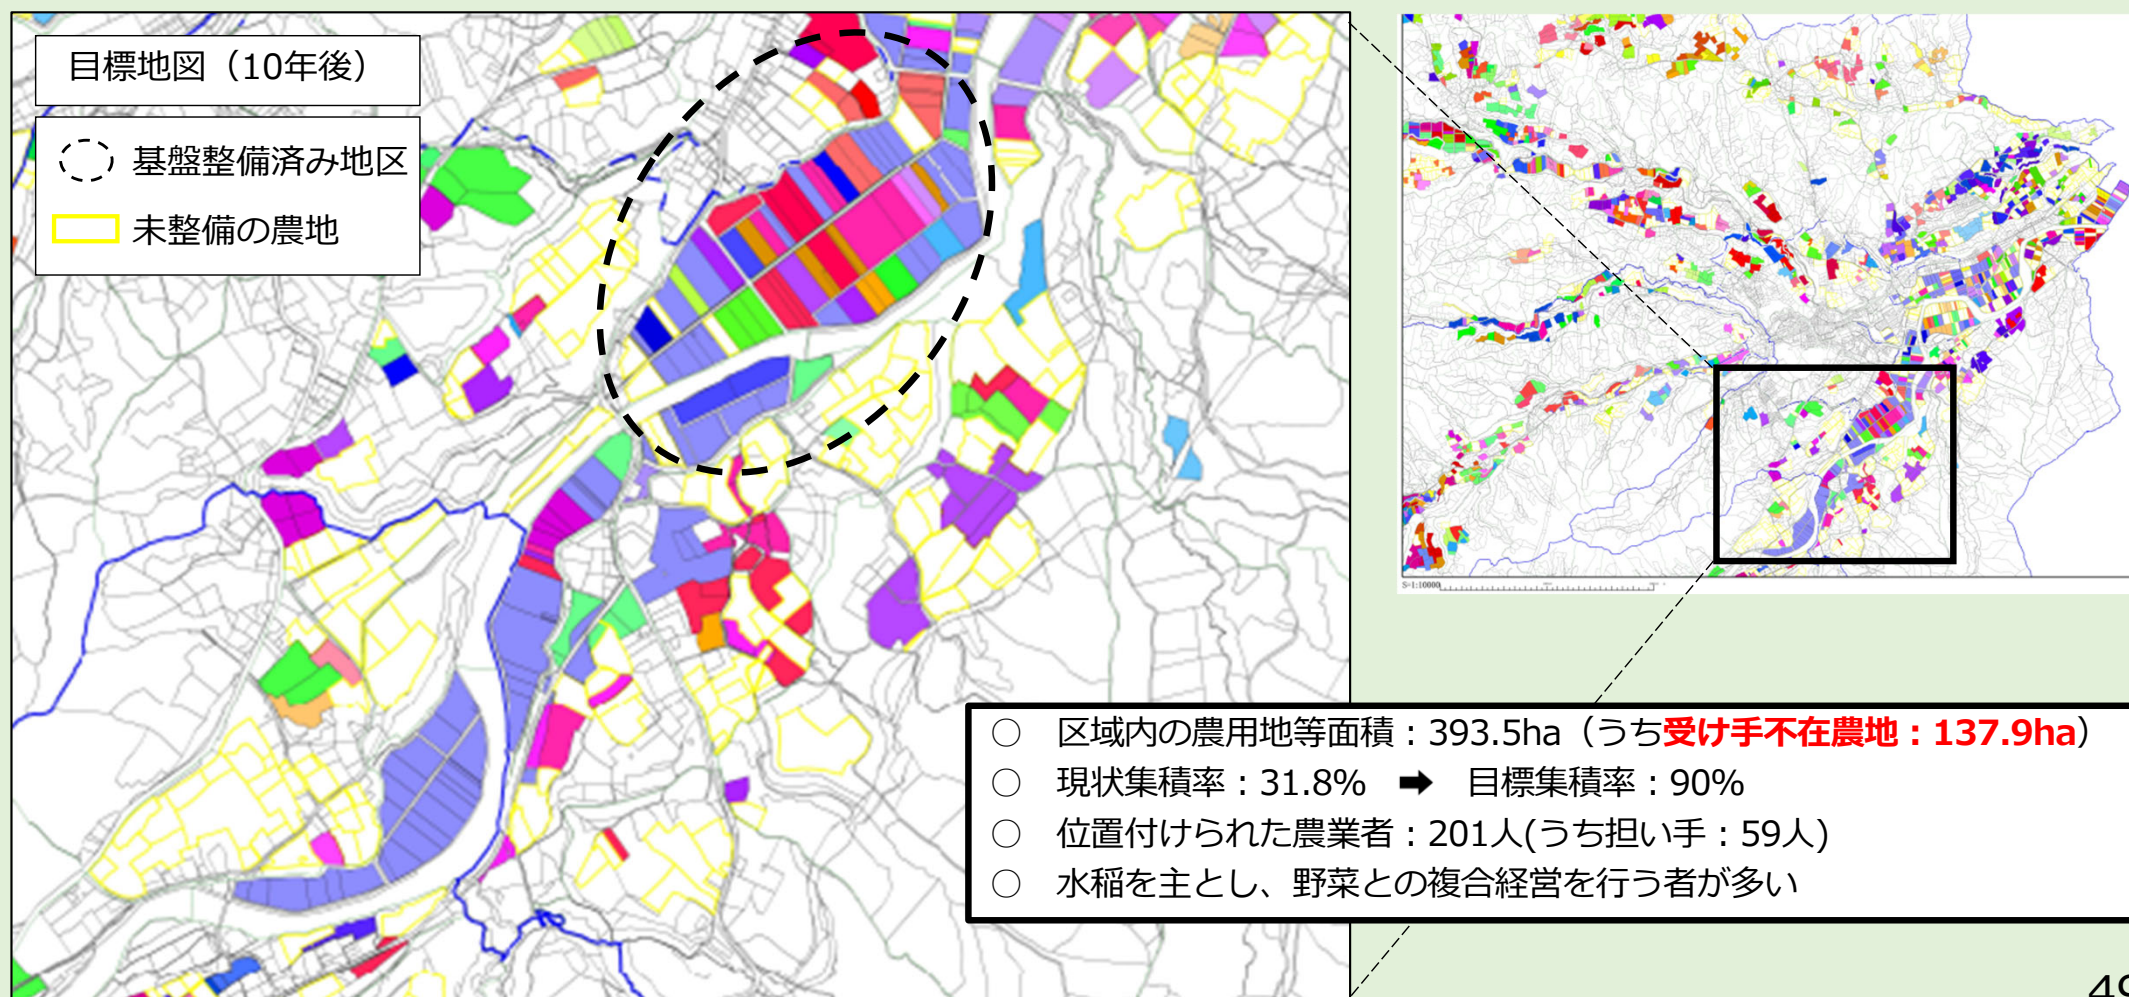 目標地図（10年後）
基盤整備済み地区
未整備の農地
S=1:10000
○ 区域内の農用地等面積：393.5ha（うち受け手不在農地：137.9ha）
○ 現状集積率：31.8% ➡ 目標集積率：90%
○ 位置付けられた農業者：201人(うち担い手：59人)
○ 水稲を主とし、野菜との複合経営を行う者が多い
49